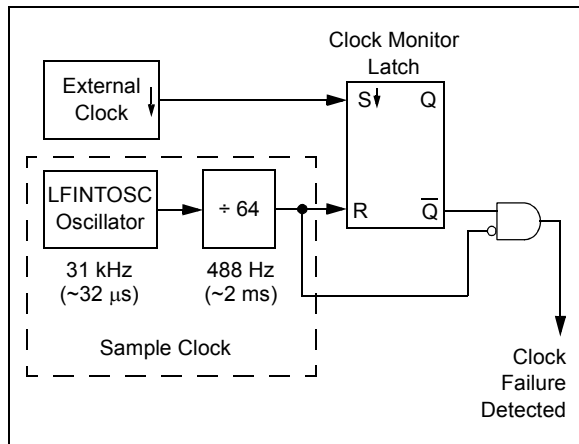 Clock Monitor
Latch
External
Clock
S
Q
LFINTOSC
Oscillator
÷ 64
R
Q̅
31 kHz
(~32 μs)
488 Hz
(~2 ms)
Sample Clock
Clock
Failure
Detected